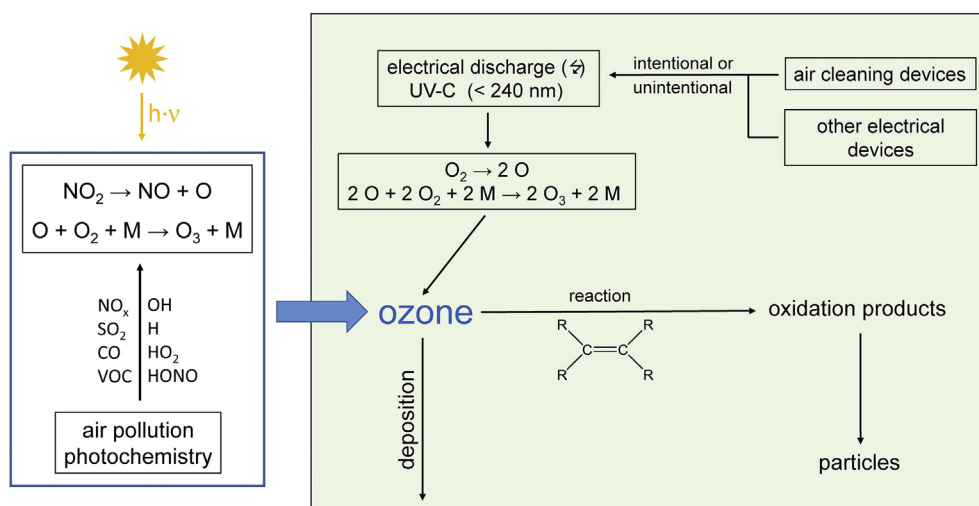 h·ν
NO₂ → NO + O
O + O₂ + M → O₃ + M
NOₓ OH
SO₂ H
CO HO₂
VOC HONO
air pollution
photochemistry
electrical discharge (⚡)
UV-C (< 240 nm)
intentional or
unintentional
air cleaning devices
other electrical
devices
O₂ → 2 O
2 O + 2 O₂ + 2 M → 2 O₃ + 2 M
ozone
reaction
R R
C=C
R R
oxidation products
deposition
particles